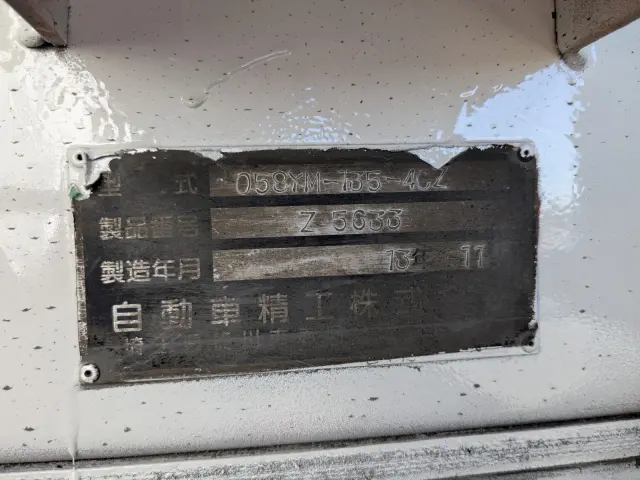 型 式 058YM-135-4CZ
製品番号 Z 5633
製造年月 13 11
自動車精工株式